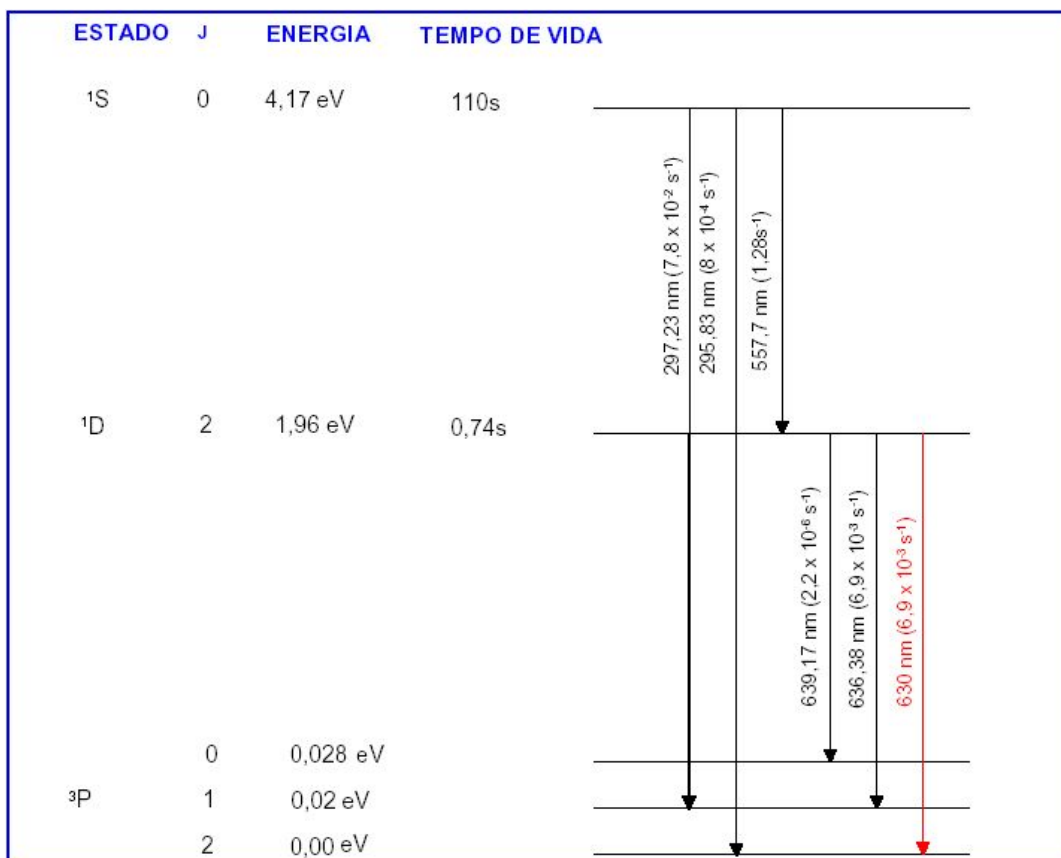 ESTADO J ENERGIA TEMPO DE VIDA
¹S 0 4,17 eV 110s
297,23 nm (7,8 x 10⁻² s⁻¹)
295,83 nm (8 x 10⁻⁴ s⁻¹)
557,7 nm (1,28s⁻¹)
¹D 2 1,96 eV 0,74s
639,17 nm (2,2 x 10⁻⁶ s⁻¹)
636,38 nm (6,9 x 10⁻³ s⁻¹)
630 nm (6,9 x 10⁻³ s⁻¹)
0 0,028 eV
³P 1 0,02 eV
2 0,00 eV